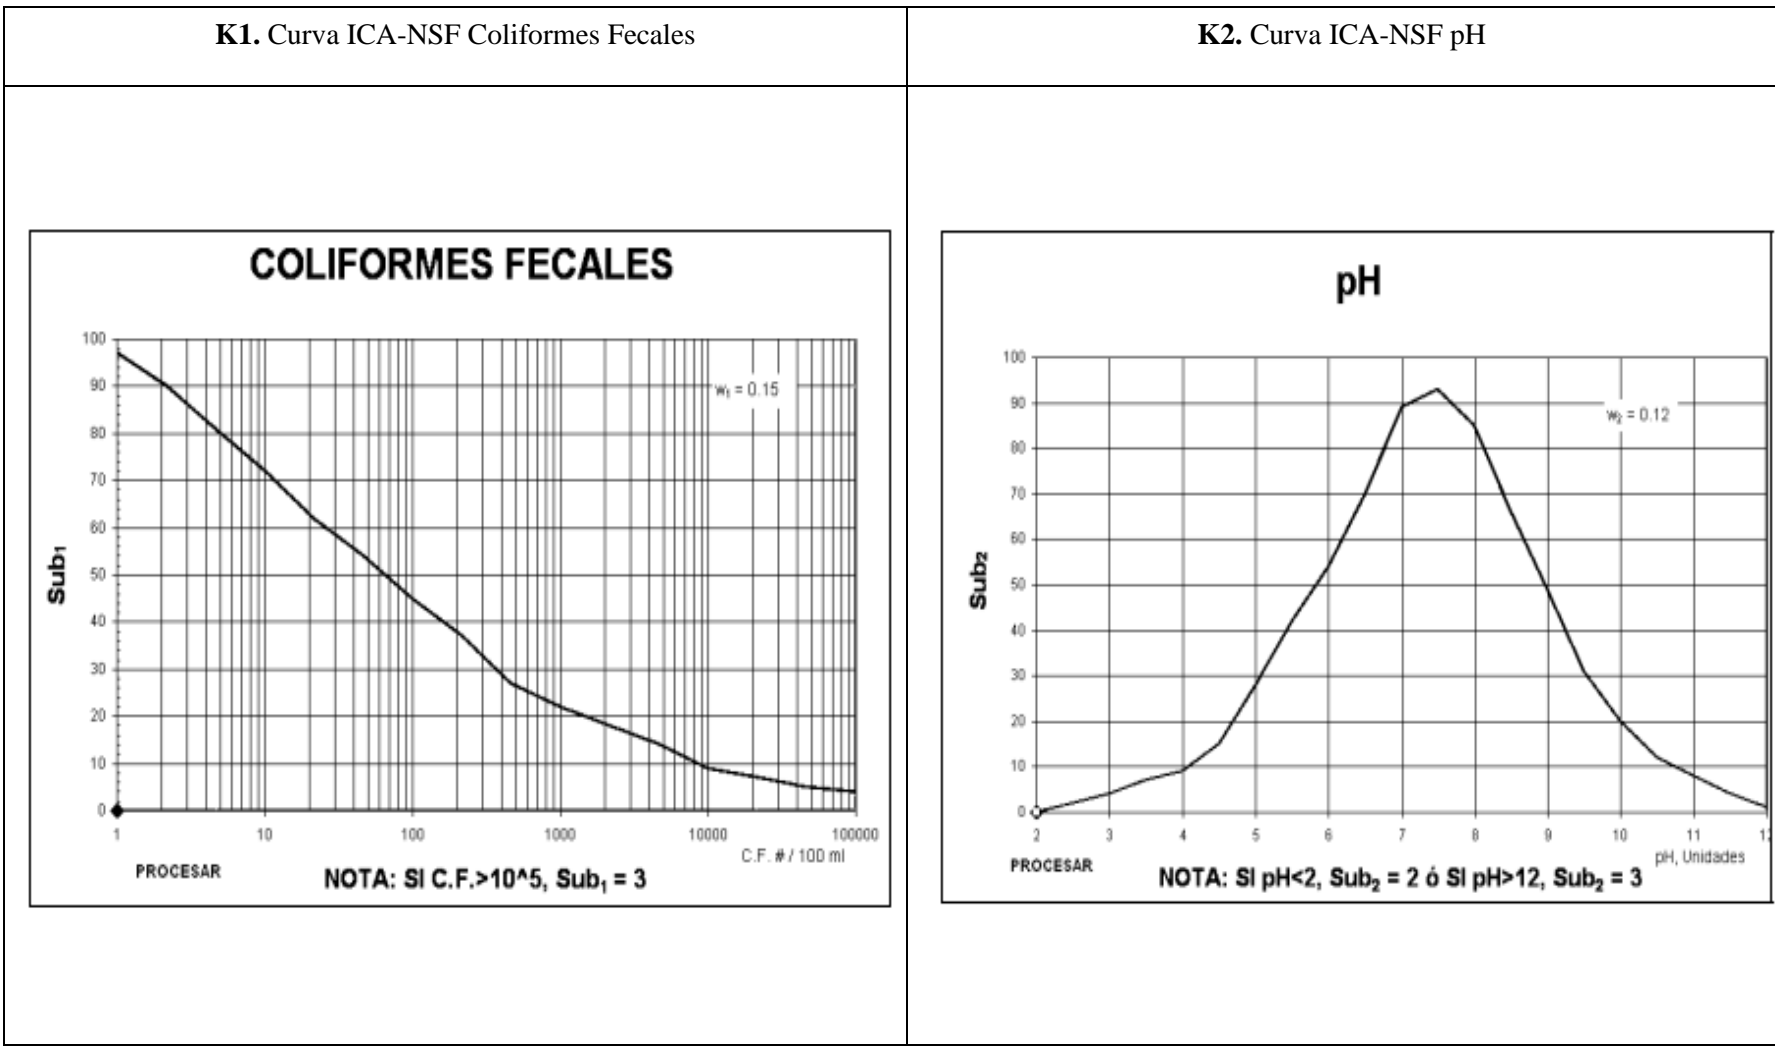 K1. Curva ICA-NSF Coliformes Fecales
K2. Curva ICA-NSF pH
COLIFORMES FECALES
100
90
80
70
60
50
40
30
20
10
0
Sub₁
w₁ = 0.15
1 10 100 1000 10000 100000
C.F. # / 100 ml
PROCESAR
NOTA: SI C.F.>10^5, Sub₁ = 3
pH
100
90
80
70
60
50
40
30
20
10
0
Sub₂
w₂ = 0.12
2 3 4 5 6 7 8 9 10 11
pH, Unidades
PROCESAR
NOTA: SI pH<2, Sub₂ = 2 ó SI pH>12, Sub₂ = 3